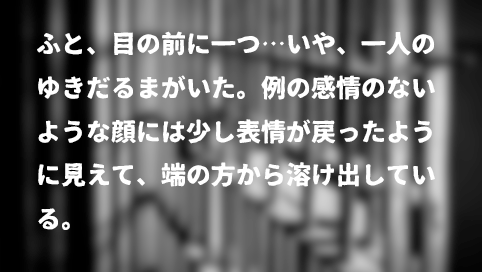 ふと、目の前に一つ…いや、一人の
ゆきだるまがいた。例の感情のない
ような顔には少し表情が戻ったよう
に見えて、端の方から溶け出してい
る。